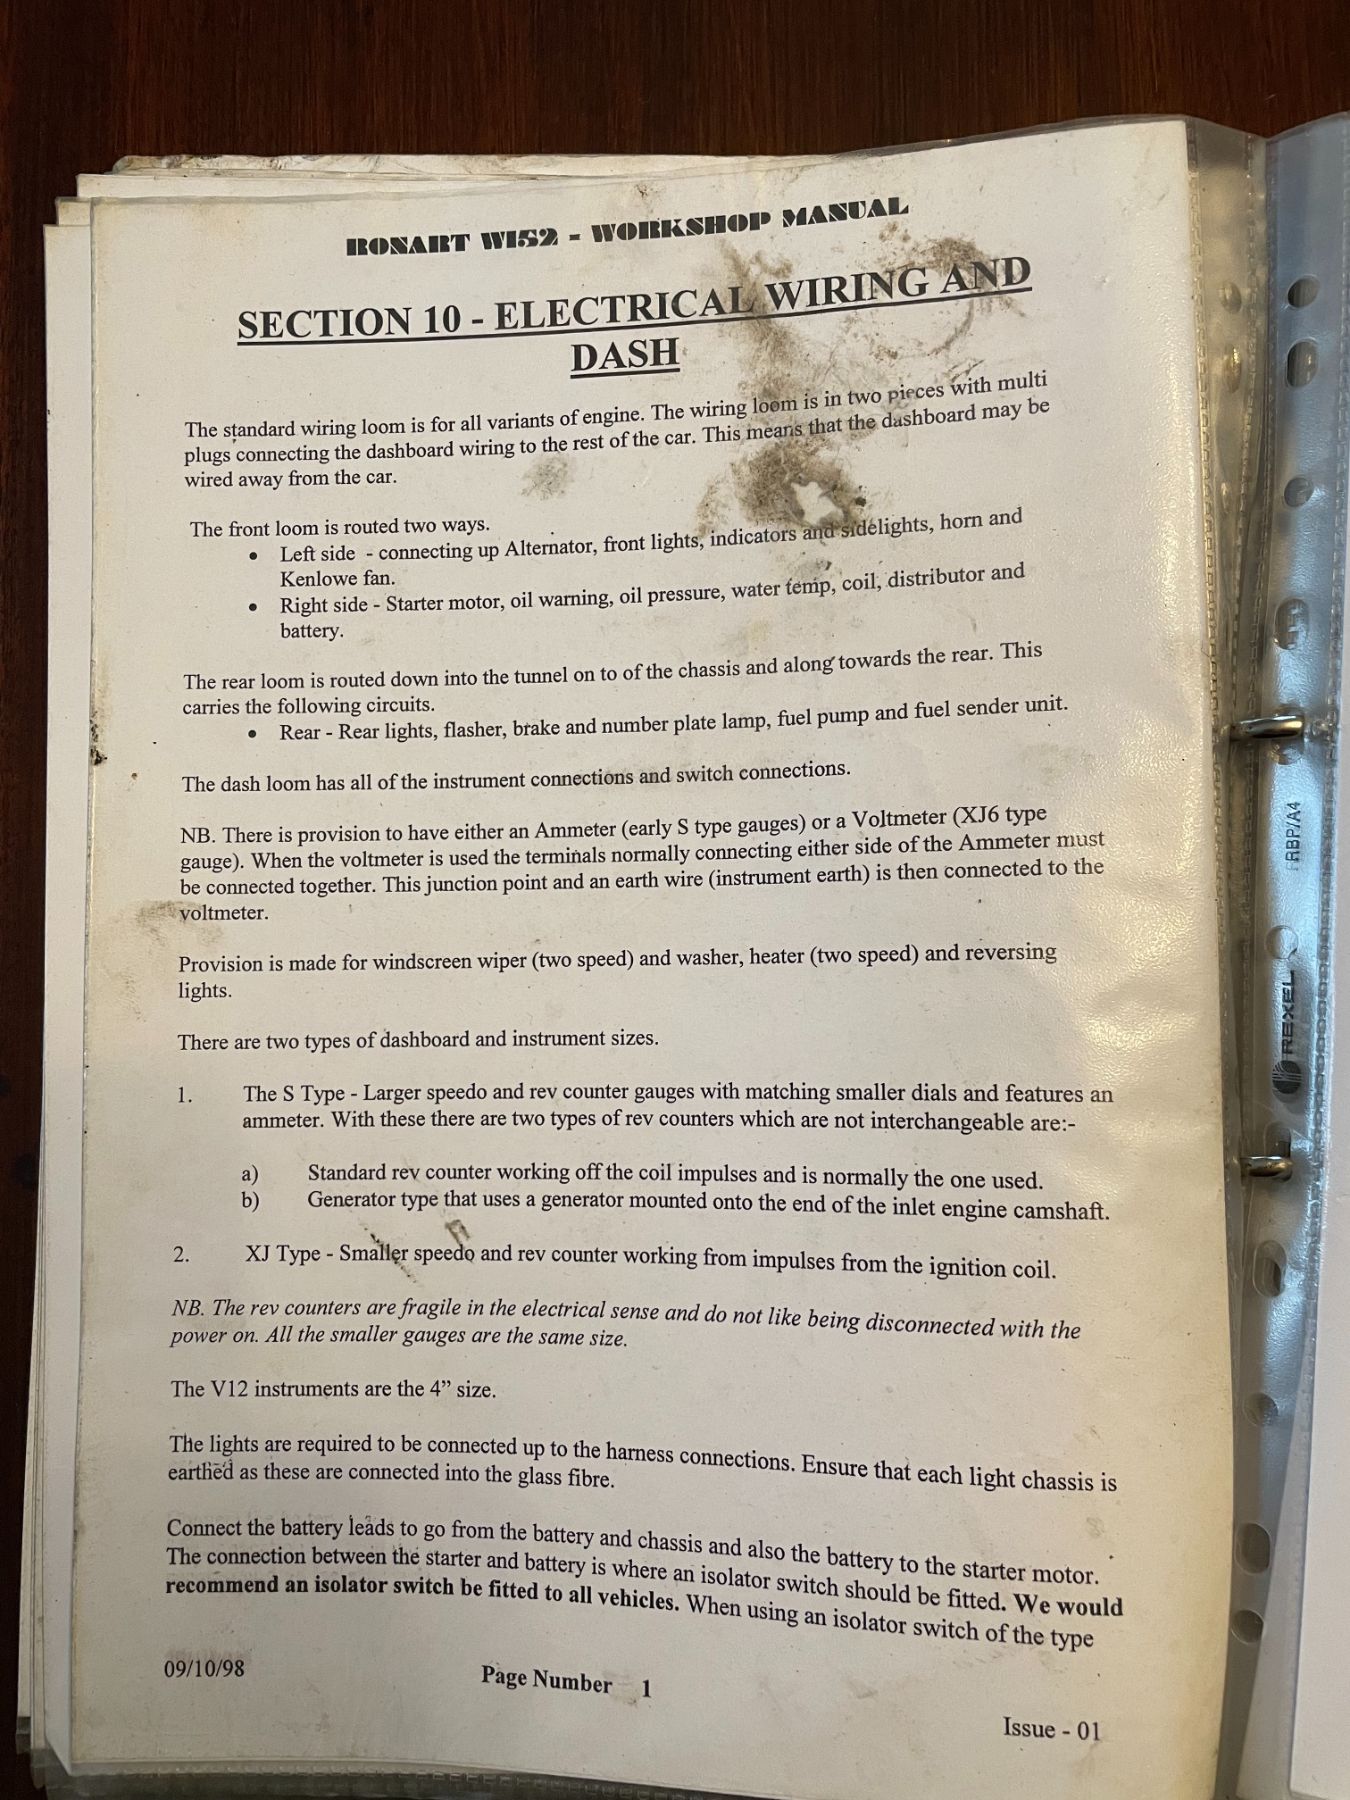 RONART W152 - WORKSHOP MANUAL
SECTION 10 - ELECTRICAL WIRING AND
DASH
The standard wiring loom is for all variants of engine. The wiring loom is in two pieces with multi
plugs connecting the dashboard wiring to the rest of the car. This means that the dashboard may be
wired away from the car.
The front loom is routed two ways.
• Left side - connecting up Alternator, front lights, indicators and sidelights, horn and
Kenlowe fan.
• Right side - Starter motor, oil warning, oil pressure, water temp, coil, distributor and
battery.
The rear loom is routed down into the tunnel on to of the chassis and along towards the rear. This
carries the following circuits.
• Rear - Rear lights, flasher, brake and number plate lamp, fuel pump and fuel sender unit.
The dash loom has all of the instrument connections and switch connections.
NB. There is provision to have either an Ammeter (early S type gauges) or a Voltmeter (XJ6 type
gauge). When the voltmeter is used the terminals normally connecting either side of the Ammeter must
be connected together. This junction point and an earth wire (instrument earth) is then connected to the
voltmeter.
Provision is made for windscreen wiper (two speed) and washer, heater (two speed) and reversing
lights.
There are two types of dashboard and instrument sizes.
1. The S Type - Larger speedo and rev counter gauges with matching smaller dials and features an
ammeter. With these there are two types of rev counters which are not interchangeable are:-
a) Standard rev counter working off the coil impulses and is normally the one used.
b) Generator type that uses a generator mounted onto the end of the inlet engine camshaft.
2. XJ Type - Smaller speedo and rev counter working from impulses from the ignition coil.
NB. The rev counters are fragile in the electrical sense and do not like being disconnected with the
power on. All the smaller gauges are the same size.
The V12 instruments are the 4” size.
The lights are required to be connected up to the harness connections. Ensure that each light chassis is
earthed as these are connected into the glass fibre.
Connect the battery leads to go from the battery and chassis and also the battery to the starter motor.
The connection between the starter and battery is where an isolator switch should be fitted. We would
recommend an isolator switch be fitted to all vehicles. When using an isolator switch of the type
09/10/98
Page Number 1
Issue - 01
REXEL
RBP/A4